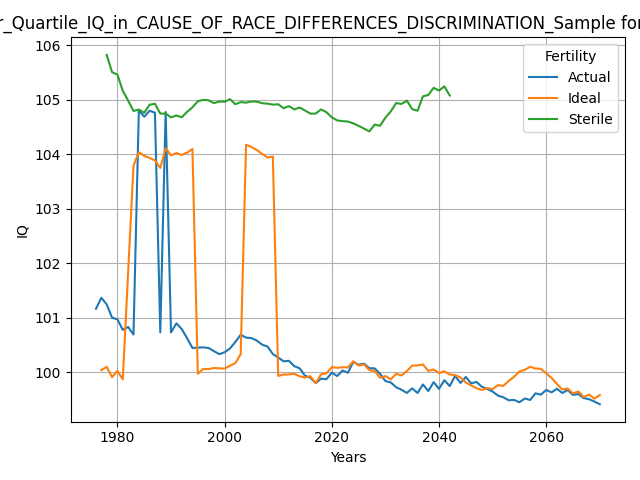 r_Quartile_IQ_in_CAUSE_OF_RACE_DIFFERENCES_DISCRIMINATION_Sample for
106
105
104
103
102
101
100
IQ
Fertility
Actual
Ideal
Sterile
1980
2000
2020
2040
2060
Years